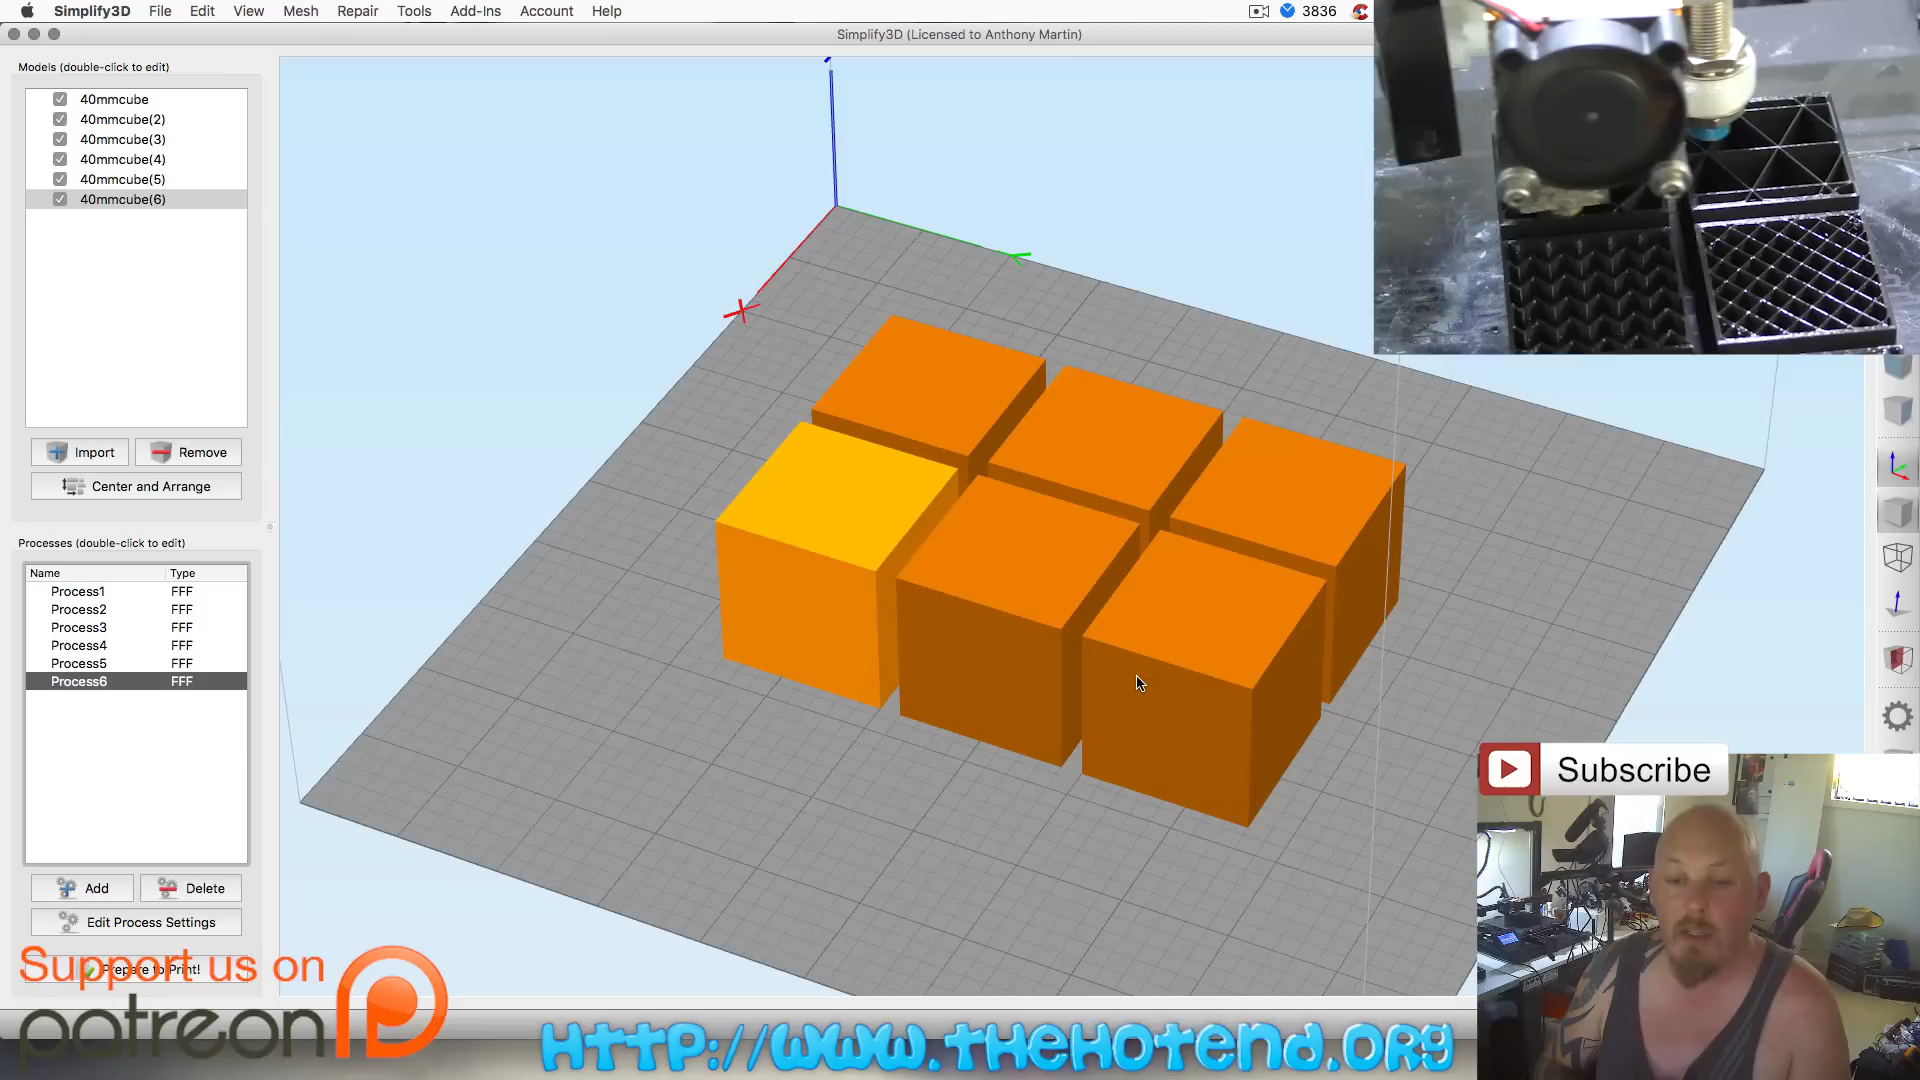 Simplify3D File Edit View Mesh Repair Tools Add-Ins Account Help 3836
Simplify3D (Licensed to Anthony Martin)
Models (double-click to edit)
40mmcube
40mmcube(2)
40mmcube(3)
40mmcube(4)
40mmcube(5)
40mmcube(6)
Import Remove
Center and Arrange
Processes (double-click to edit)
Name Type
Process1 FFF
Process2 FFF
Process3 FFF
Process4 FFF
Process5 FFF
Process6 FFF
Add Delete
Edit Process Settings
Prepare to Print!
Support us on
patreon
Subscribe
Http://www.theHotend.org